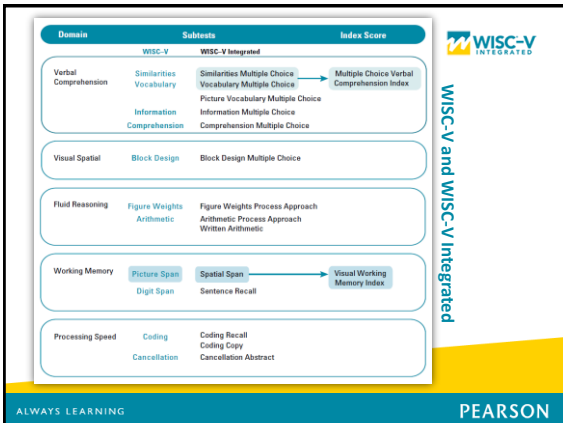 Domain Subtests Index Score
WISC–V WISC–V Integrated
Verbal Comprehension
Similarities Similarities Multiple Choice Multiple Choice Verbal Comprehension Index
Vocabulary Vocabulary Multiple Choice
Picture Vocabulary Multiple Choice
Information Information Multiple Choice
Comprehension Comprehension Multiple Choice
Visual Spatial Block Design Block Design Multiple Choice
Fluid Reasoning Figure Weights Figure Weights Process Approach
Arithmetic Arithmetic Process Approach
Written Arithmetic
Working Memory Picture Span Spatial Span Visual Working Memory Index
Digit Span Sentence Recall
Processing Speed Coding Coding Recall
Coding Copy
Cancellation Cancellation Abstract
WISC–V
INTEGRATED
WISC-V and WISC-V Integrated
ALWAYS LEARNING
PEARSON